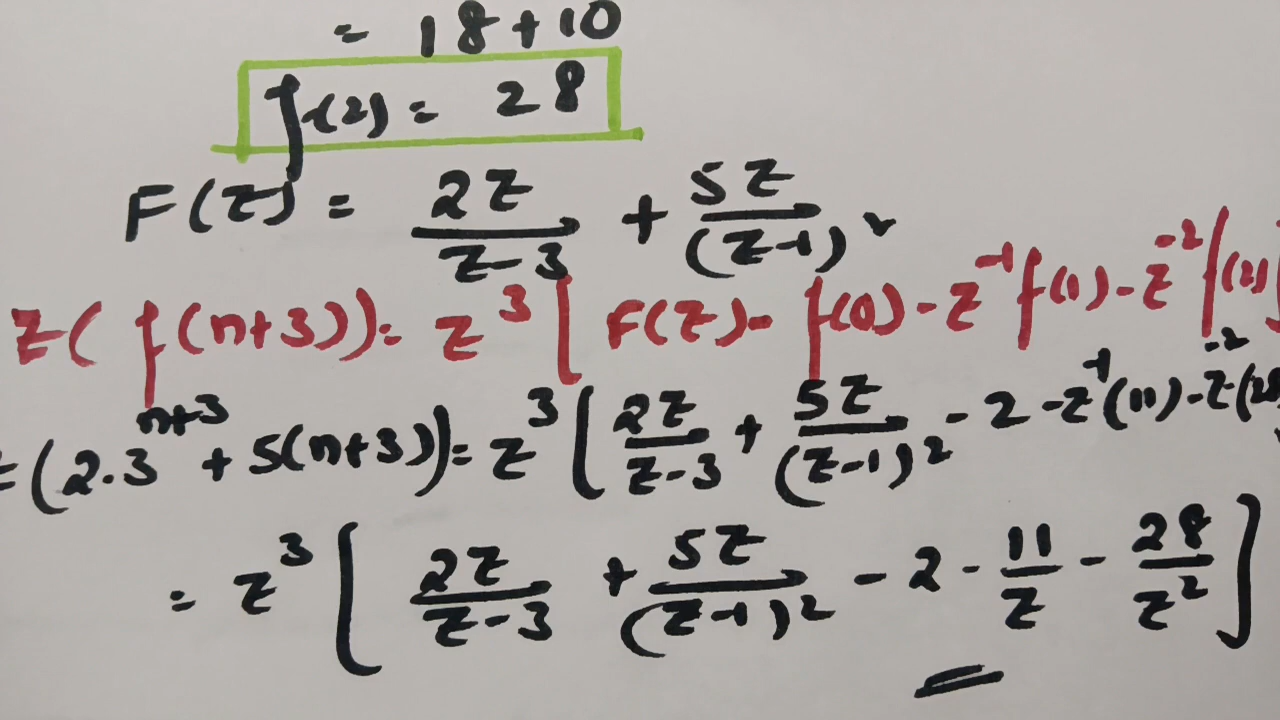 = 18+10
f(2) = 28
F(Z) = 2Z/(Z-3) + 5Z/(Z-1)²
Z(f(n+3)) = Z³[F(Z) - f(0) - Z⁻¹f(1) - Z⁻²f(2)]
Z(2·3ⁿ⁺³ + 5(n+3)) = Z³[2Z/(Z-3) + 5Z/(Z-1)² - 2 - Z⁻¹(11) - Z⁻²(28
= Z³[2Z/(Z-3) + 5Z/(Z-1)² - 2 - 11/Z - 28/Z²]